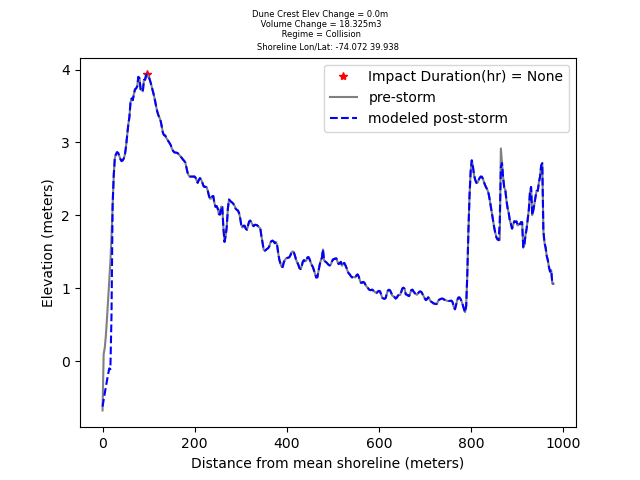 Dune Crest Elev Change = 0.0m
Volume Change = 18.325m3
Regime = Collision
Shoreline Lon/Lat: -74.072 39.938
Impact Duration(hr) = None
pre-storm
modeled post-storm
Elevation (meters)
4
3
2
1
0
0 200 400 600 800 1000
Distance from mean shoreline (meters)